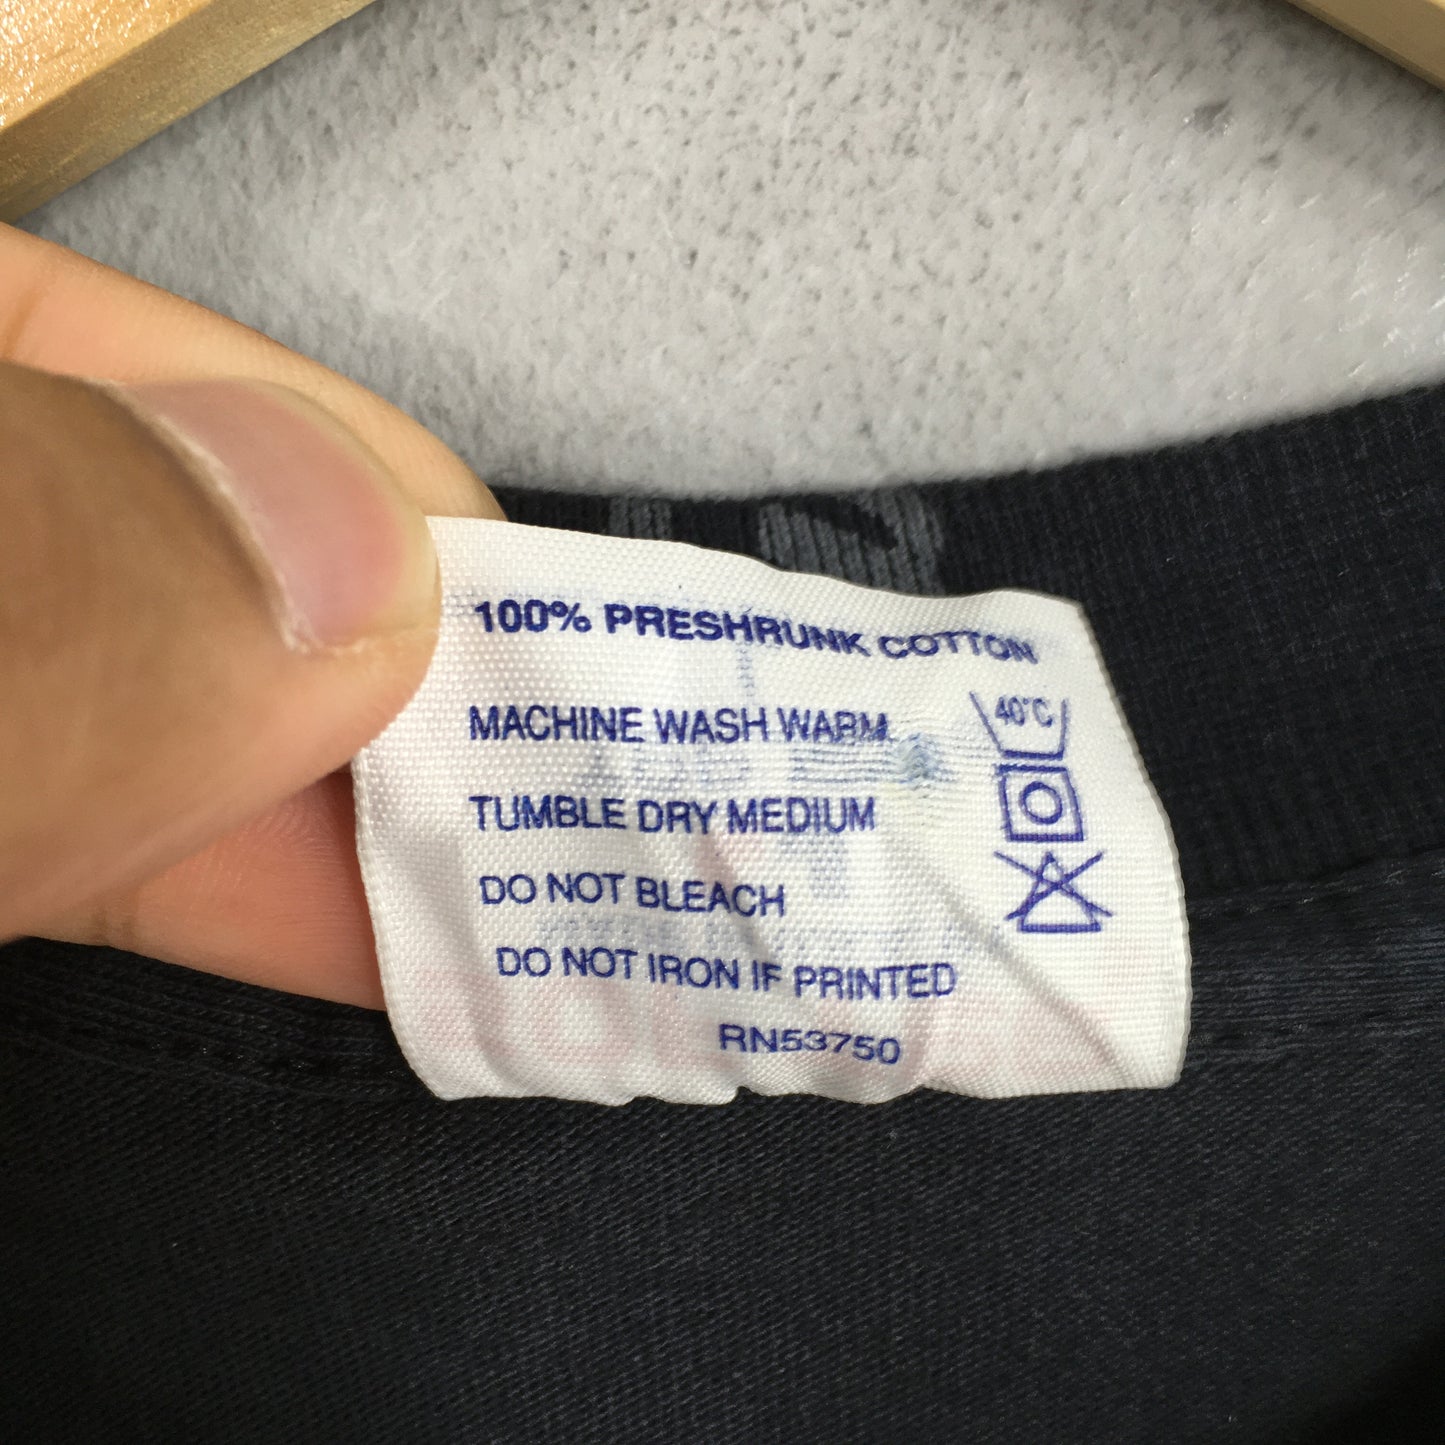 100% PRESHRUNK COTTON
MACHINE WASH WARM
40°C
TUMBLE DRY MEDIUM
DO NOT BLEACH
DO NOT IRON IF PRINTED
RN53750